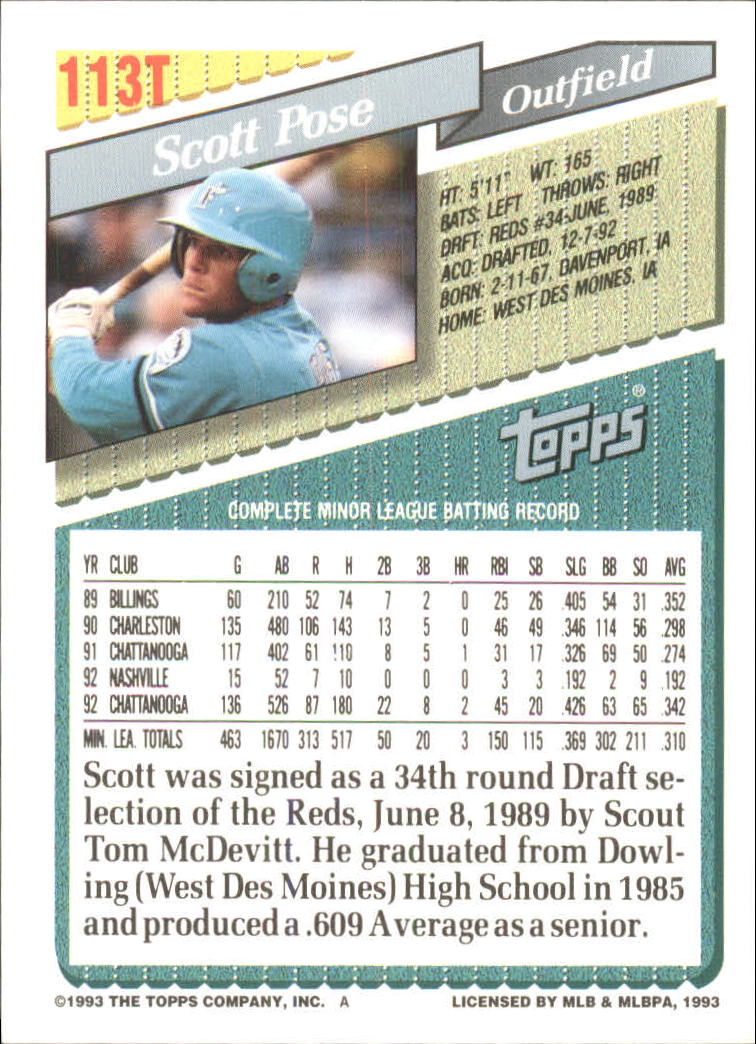 113T
Scott Pose
Outfield
HT: 5'11" WT: 165
BATS: LEFT THROWS: RIGHT
DRFT: REDS #34-JUNE, 1989
ACQ: DRAFTED, 12-7-92
BORN: 2-11-67, DAVENPORT, IA
HOME: WEST DES MOINES, IA
TOPPS®
COMPLETE MINOR LEAGUE BATTING RECORD
YR CLUB G AB R H 2B 3B HR RBI SB SLG BB SO AVG
89 BILLINGS 60 210 52 74 7 2 0 25 26 .405 54 31 .352
90 CHARLESTON 135 480 106 143 13 5 0 46 49 .346 114 56 .298
91 CHATTANOOGA 117 402 61 110 8 5 1 31 17 .326 69 50 .274
92 NASHVILLE 15 52 7 10 0 0 0 3 3 .192 2 9 .192
92 CHATTANOOGA 136 526 87 180 22 8 2 45 20 .426 63 65 .342
MIN. LEA. TOTALS 463 1670 313 517 50 20 3 150 115 .369 302 211 .310
Scott was signed as a 34th round Draft se-
lection of the Reds, June 8, 1989 by Scout
Tom McDevitt. He graduated from Dowl-
ing (West Des Moines) High School in 1985
and produced a .609 Average as a senior.
©1993 THE TOPPS COMPANY, INC. A LICENSED BY MLB & MLBPA, 1993